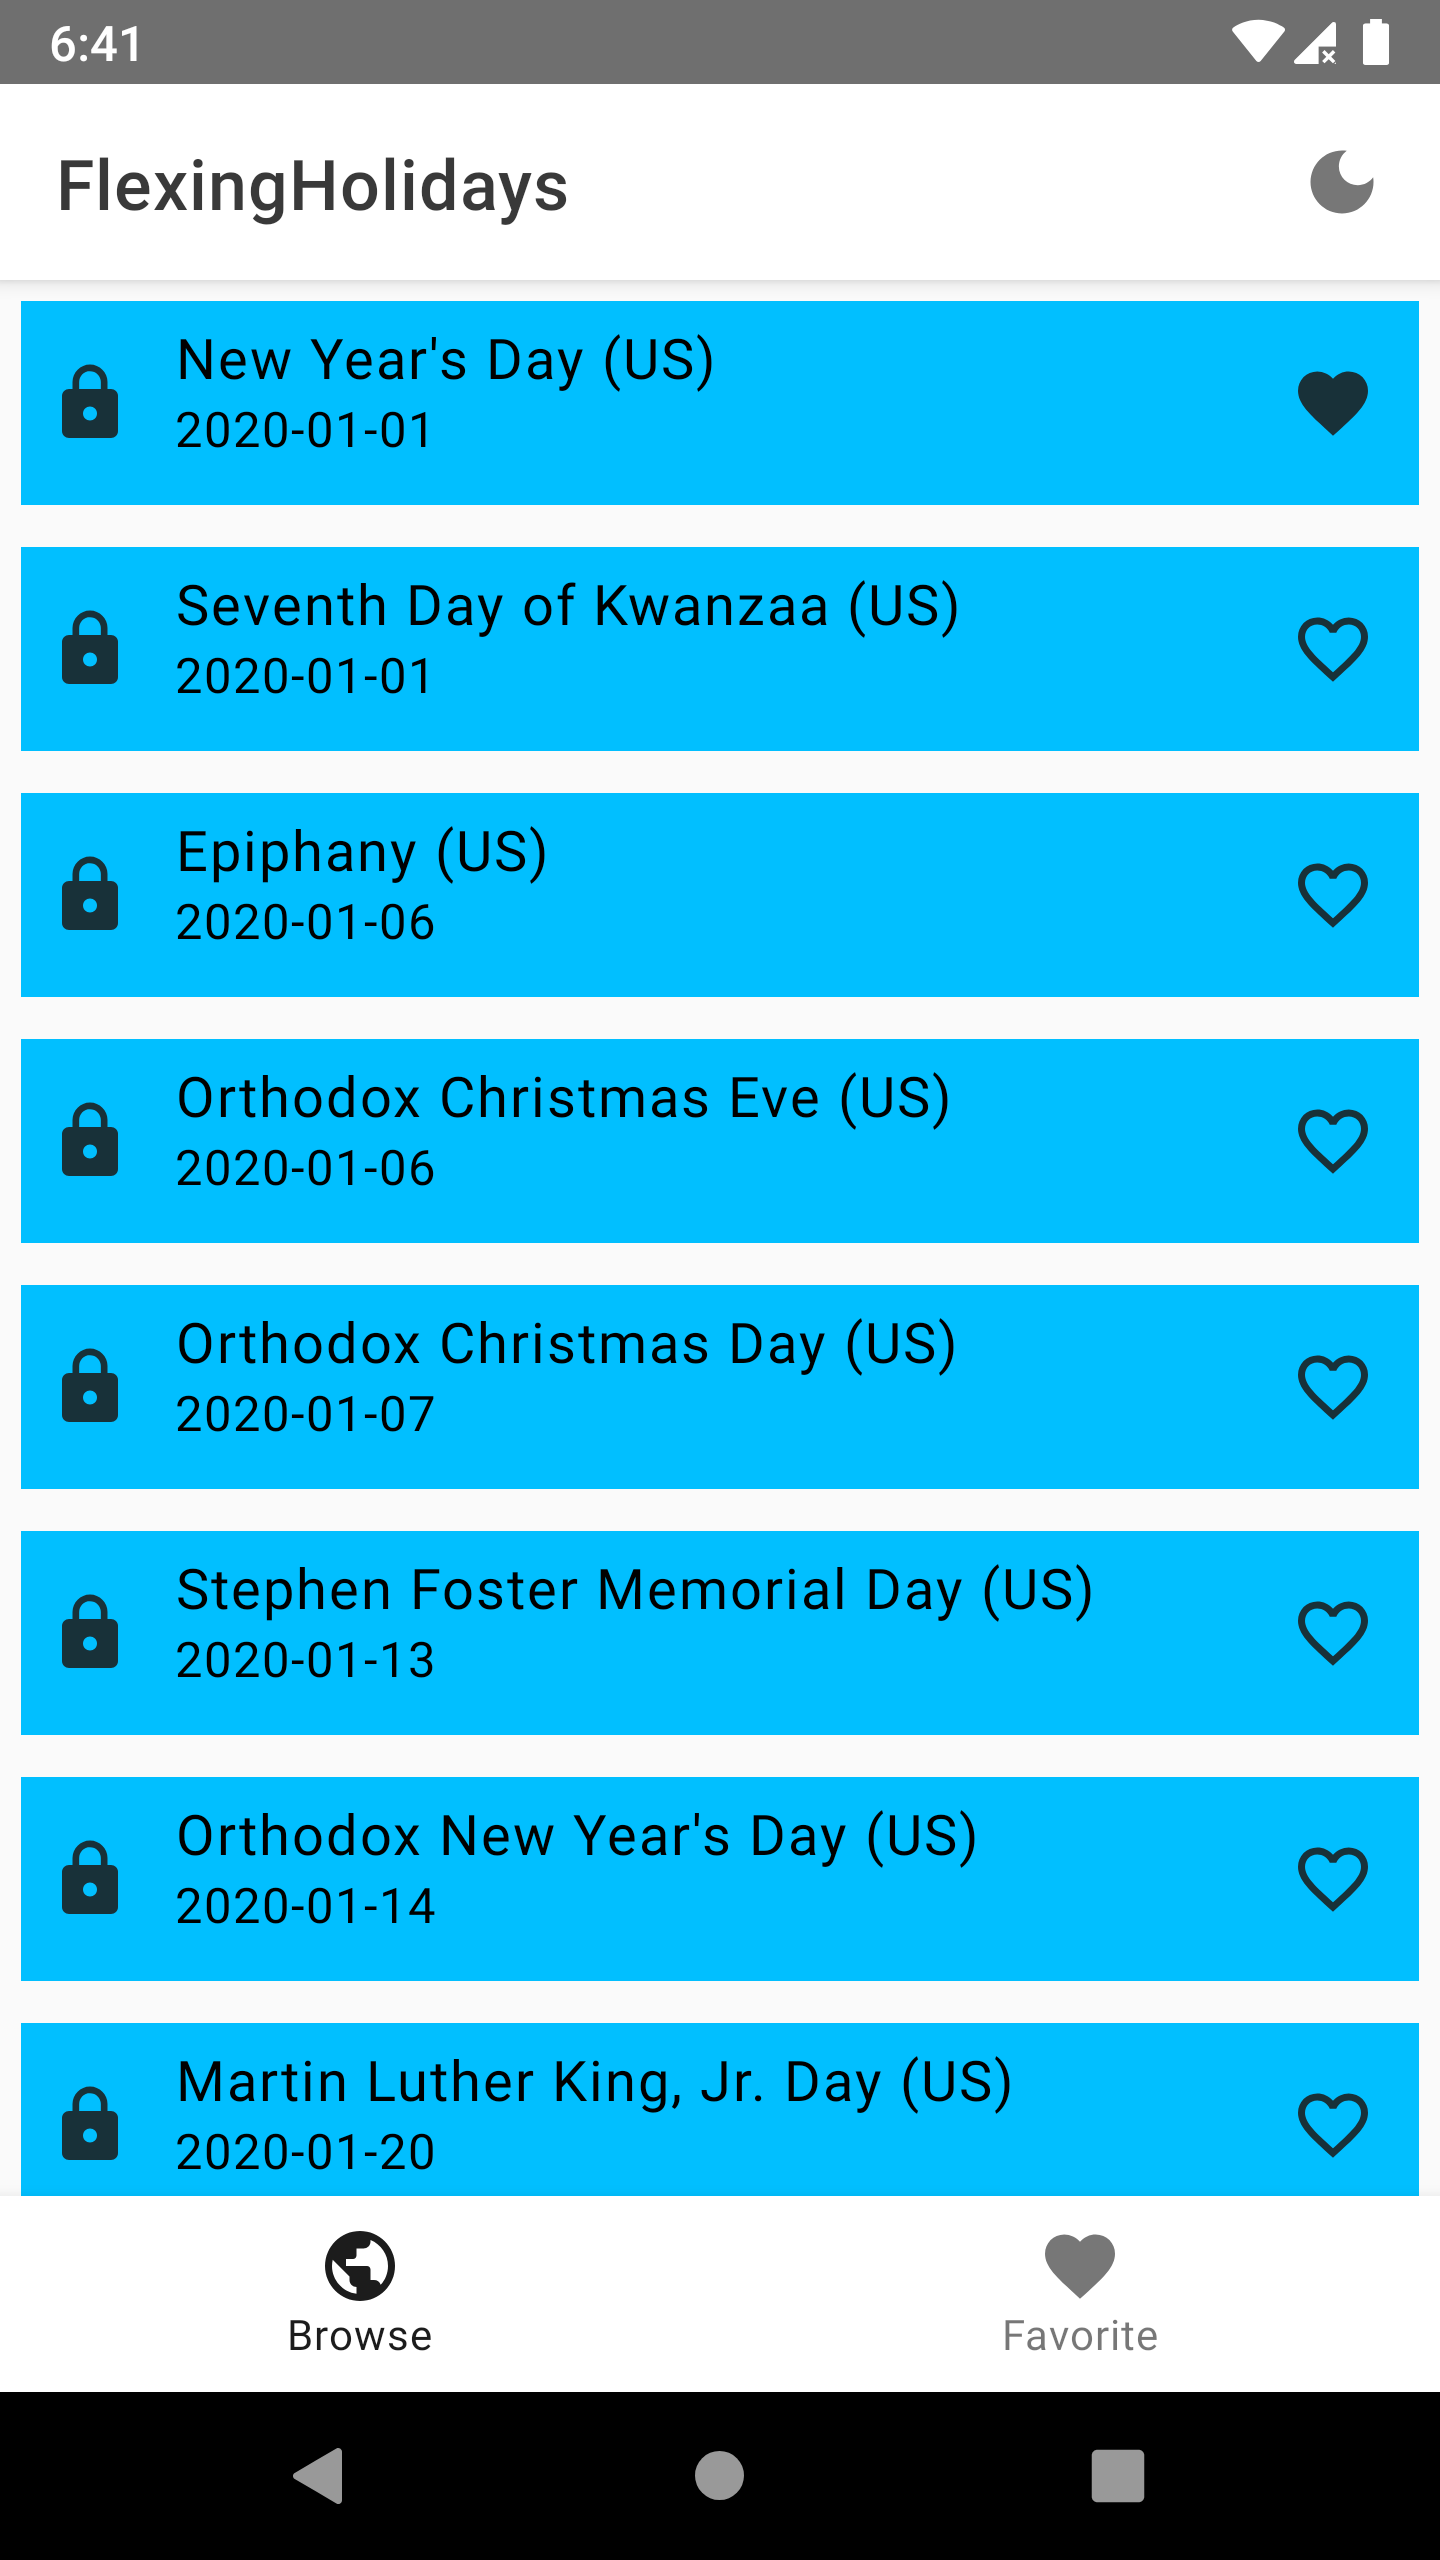 6:41
FlexingHolidays
New Year's Day (US)
2020-01-01
Seventh Day of Kwanzaa (US)
2020-01-01
Epiphany (US)
2020-01-06
Orthodox Christmas Eve (US)
2020-01-06
Orthodox Christmas Day (US)
2020-01-07
Stephen Foster Memorial Day (US)
2020-01-13
Orthodox New Year's Day (US)
2020-01-14
Martin Luther King, Jr. Day (US)
2020-01-20
Browse
Favorite